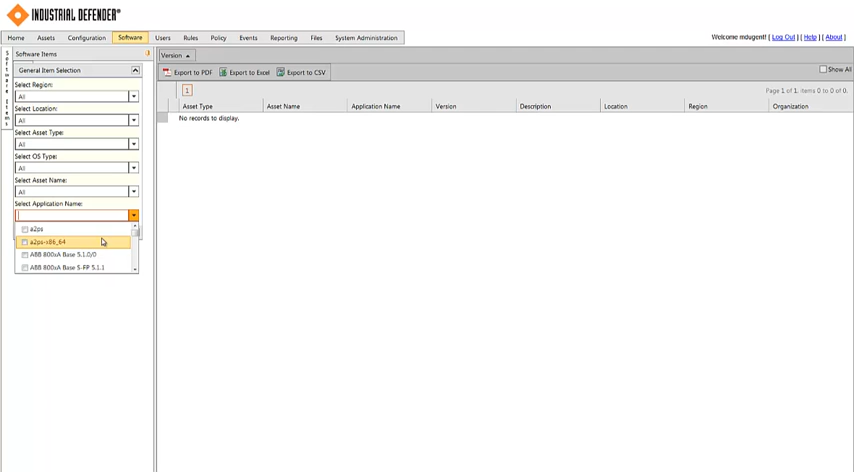 INDUSTRIAL DEFENDER®
Home Assets Configuration Software Users Rules Policy Events Reporting Files System Administration
Welcome mdugent! [ Log Out ] [ Help ] [ About ]
Software Items
Software Items
General Item Selection
Select Region:
All
Select Location:
All
Select Asset Type:
All
Select OS Type:
All
Select Asset Name:
All
Select Application Name:
a2ps
a2ps-x86_64
ABB 800xA Base 5.1.0/0
ABB 800xA Base S-FP 5.1.1
Version
Export to PDF Export to Excel Export to CSV
Show All
1
Page 1 of 1, items 0 to 0 of 0.
Asset Type Asset Name Application Name Version Description Location Region Organization
No records to display.